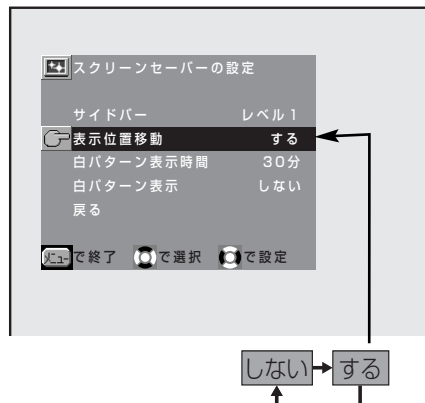 スクリーンセーバーの設定
サイドバー レベル1
表示位置移動 する
白パターン表示時間 30分
白パターン表示 しない
戻る
メニューで終了 で選択 で設定
しない する